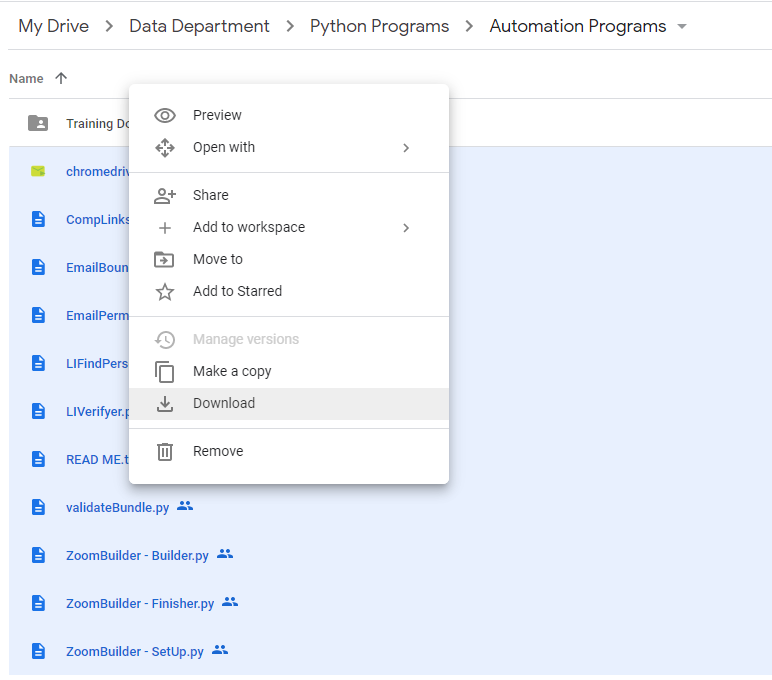 My Drive > Data Department > Python Programs > Automation Programs
Name
Training
Preview
Open with
Share
Add to workspace
Move to
Add to Starred
Manage versions
Make a copy
Download
Remove
chromedriv
CompLinks
EmailBoun
EmailPerm
LIFindPers
LIVerifyer.p
READ ME.t
validateBundle.py
ZoomBuilder - Builder.py
ZoomBuilder - Finisher.py
ZoomBuilder - SetUp.py